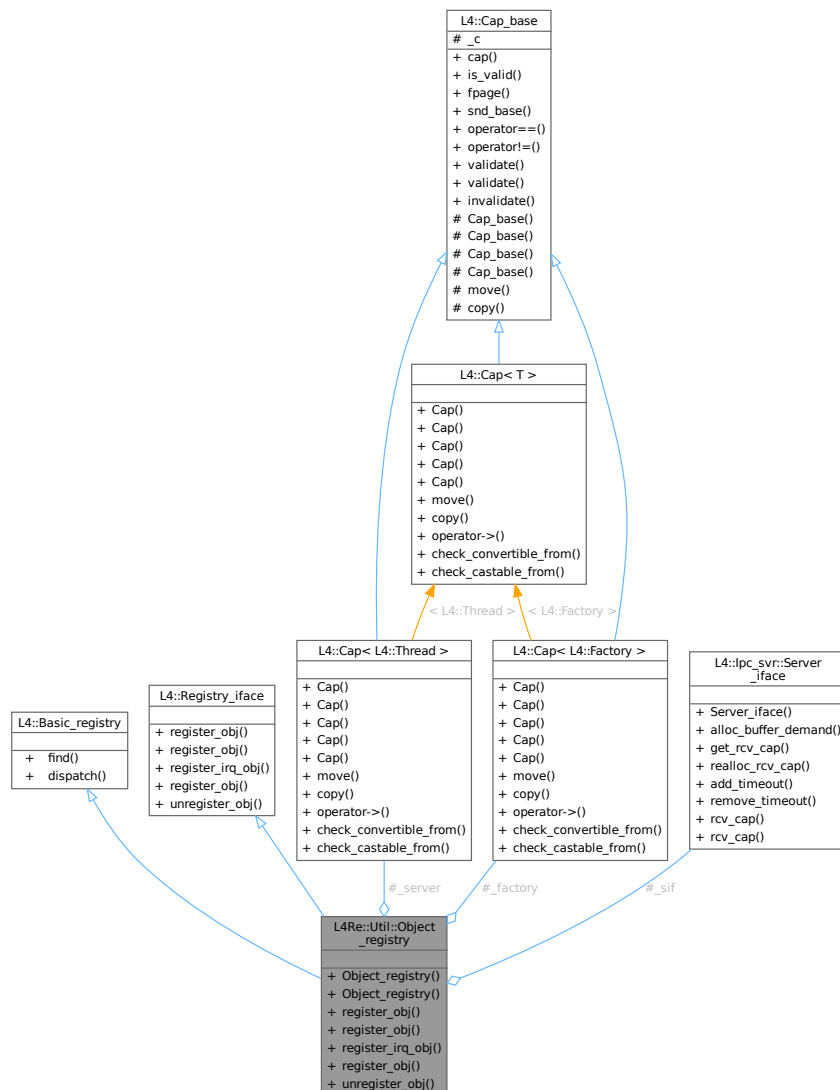 L4::Cap_base
# _c
+ cap()
+ is_valid()
+ fpage()
+ snd_base()
+ operator==()
+ operator!=()
+ validate()
+ validate()
+ invalidate()
# Cap_base()
# Cap_base()
# Cap_base()
# Cap_base()
# move()
# copy()
L4::Cap< T >
+ Cap()
+ Cap()
+ Cap()
+ Cap()
+ Cap()
+ move()
+ copy()
+ operator->()
+ check_convertible_from()
+ check_castable_from()
< L4::Thread >
< L4::Factory >
L4::Basic_registry
+ find()
+ dispatch()
L4::Registry_iface
+ register_obj()
+ register_obj()
+ register_irq_obj()
+ register_obj()
+ unregister_obj()
L4::Cap< L4::Thread >
+ Cap()
+ Cap()
+ Cap()
+ Cap()
+ Cap()
+ move()
+ copy()
+ operator->()
+ check_convertible_from()
+ check_castable_from()
L4::Cap< L4::Factory >
+ Cap()
+ Cap()
+ Cap()
+ Cap()
+ Cap()
+ move()
+ copy()
+ operator->()
+ check_convertible_from()
+ check_castable_from()
L4::Ipc_svr::Server
_iface
+ Server_iface()
+ alloc_buffer_demand()
+ get_rcv_cap()
+ realloc_rcv_cap()
+ add_timeout()
+ remove_timeout()
+ rcv_cap()
+ rcv_cap()
#_server
#_factory
#_sif
L4Re::Util::Object
_registry
+ Object_registry()
+ Object_registry()
+ register_obj()
+ register_obj()
+ register_irq_obj()
+ register_obj()
+ unregister_obj()